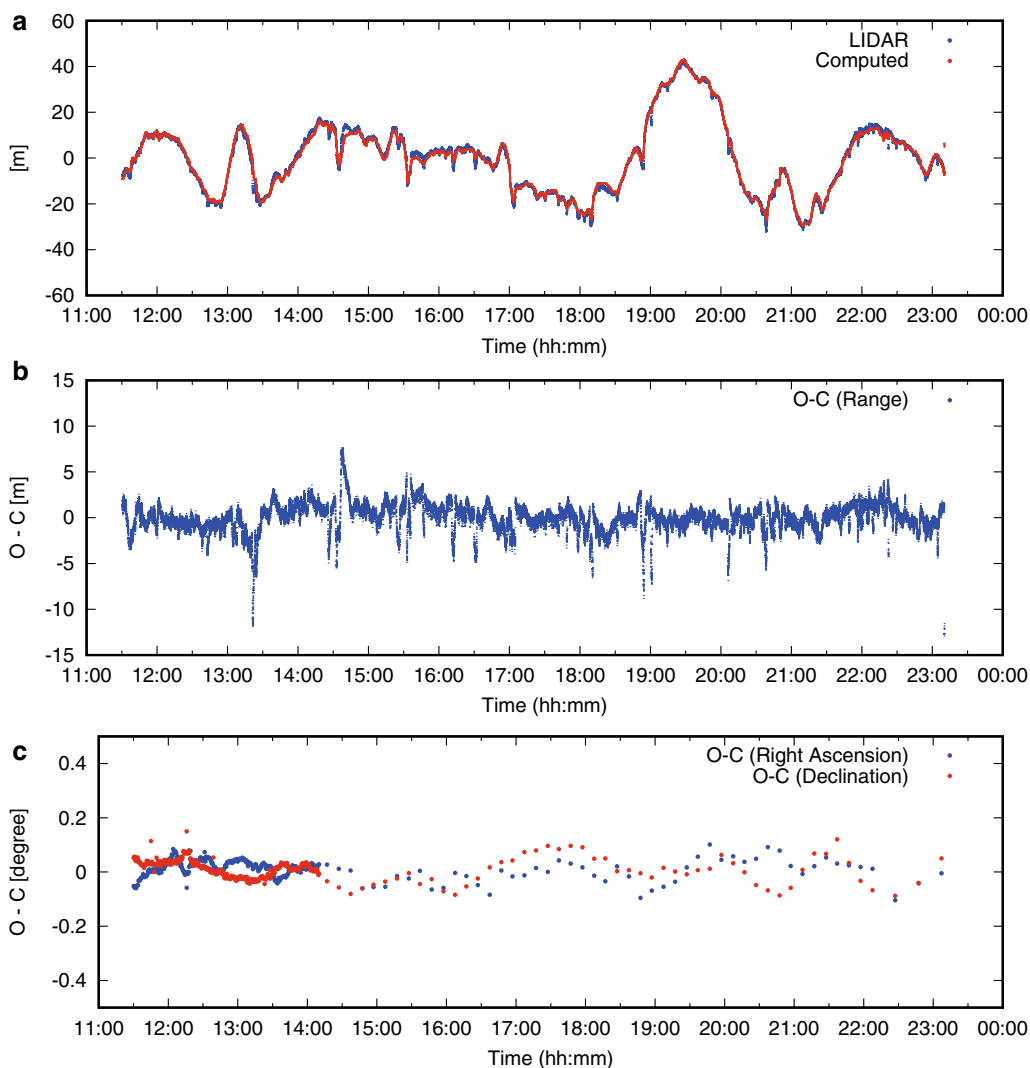 a
60
40
20
0
-20
-40
-60
[m]
LIDAR
Computed
11:00 12:00 13:00 14:00 15:00 16:00 17:00 18:00 19:00 20:00 21:00 22:00 23:00 00:00
Time (hh:mm)
b
15
10
5
0
-5
-10
-15
O - C [m]
O-C (Range)
11:00 12:00 13:00 14:00 15:00 16:00 17:00 18:00 19:00 20:00 21:00 22:00 23:00 00:00
Time (hh:mm)
c
0.4
0.2
0
-0.2
-0.4
O - C [degree]
O-C (Right Ascension)
O-C (Declination)
11:00 12:00 13:00 14:00 15:00 16:00 17:00 18:00 19:00 20:00 21:00 22:00 23:00 00:00
Time (hh:mm)